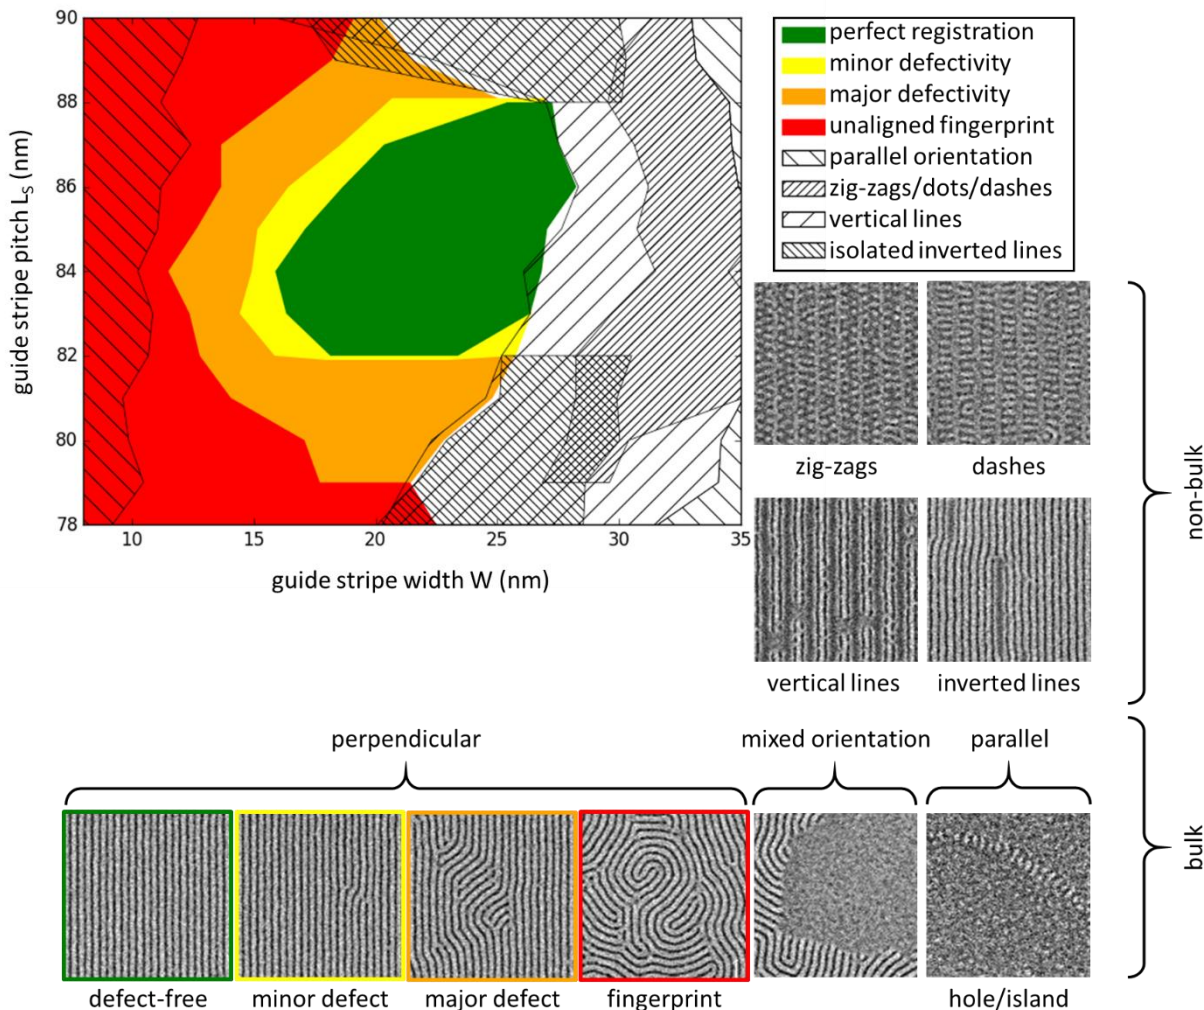 90
88
86
84
82
80
78
guide stripe pitch L_S (nm)
10
15
20
25
30
35
guide stripe width W (nm)
perfect registration
minor defectivity
major defectivity
unaligned fingerprint
parallel orientation
zig-zags/dots/dashes
vertical lines
isolated inverted lines
zig-zags
dashes
vertical lines
inverted lines
non-bulk
perpendicular
mixed orientation
parallel
defect-free
minor defect
major defect
fingerprint
hole/island
bulk